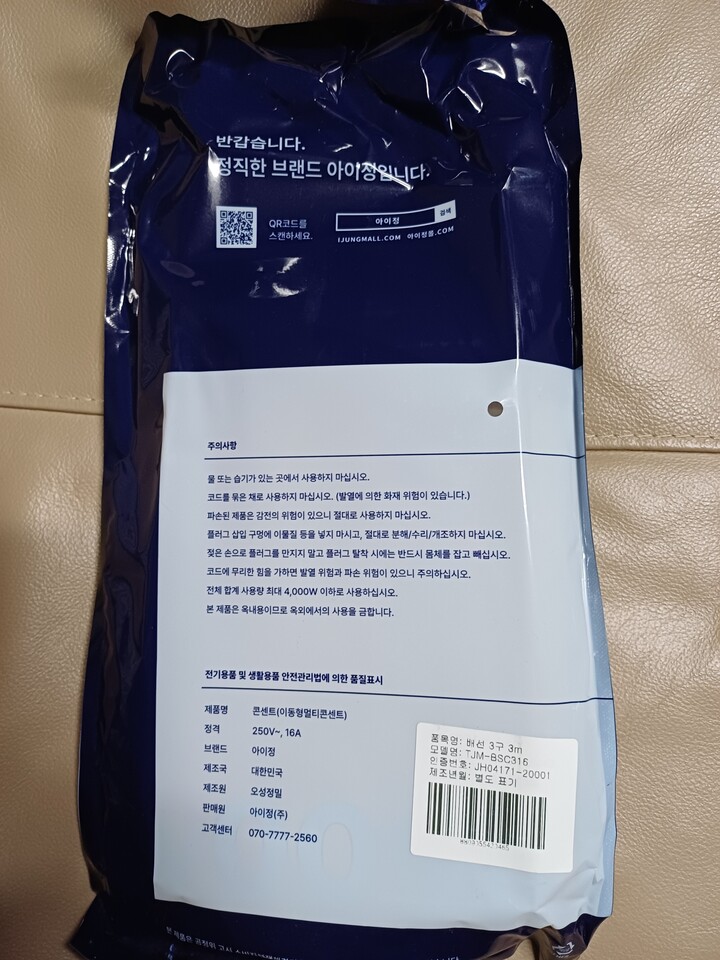 반갑습니다.
정직한 브랜드 아이정입니다.
QR코드를
스캔하세요.
아이정 검색
IJUNGMALL.COM 아이정몰.COM
주의사항
물 또는 습기가 있는 곳에서 사용하지 마십시오.
코드를 묶은 채로 사용하지 마십시오. (발열에 의한 화재 위험이 있습니다.)
파손된 제품은 감전의 위험이 있으니 절대로 사용하지 마십시오.
플러그 삽입 구멍에 이물질 등을 넣지 마시고, 절대로 분해/수리/개조하지 마십시오.
젖은 손으로 플러그를 만지지 말고 플러그 탈착 시에는 반드시 몸체를 잡고 빼십시오.
코드에 무리한 힘을 가하면 발열 위험과 파손 위험이 있으니 주의하십시오.
전체 합계 사용량 최대 4,000W 이하로 사용하십시오.
본 제품은 옥내용이므로 옥외에서의 사용을 금합니다.
전기용품 및 생활용품 안전관리법에 의한 품질표시
제품명 콘센트(이동형멀티콘센트)
정격 250V~, 16A
브랜드 아이정
제조국 대한민국
제조원 오성정밀
판매원 아이정(주)
고객센터 070-7777-2560
품목명: 배선 3구 3m
모델명: TJM-BSC316
인증번호: JH04171-20001
제조년월: 별도 표기
본 제품은 공정위 고시